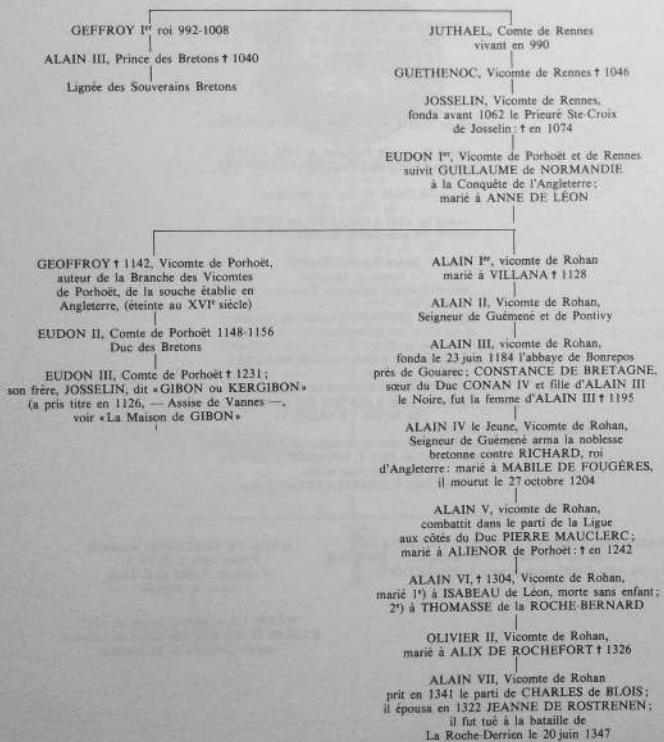 GEFFROY Iᵉʳ roi 992-1008
ALAIN III, Prince des Bretons † 1040
Lignée des Souverains Bretons
JUTHAEL, Comte de Rennes
vivant en 990
GUETHENOC, Vicomte de Rennes † 1046
JOSSELIN, Vicomte de Rennes,
fonda avant 1062 le Prieuré Ste-Croix
de Josselin : † en 1074
EUDON Iᵉʳ, Vicomte de Porhoët et de Rennes
suivit GUILLAUME de NORMANDIE
à la Conquête de l'Angleterre ;
marié à ANNE DE LÉON
GEOFFROY † 1142, Vicomte de Porhoët,
auteur de la Branche des Vicomtes
de Porhoët, de la souche établie en
Angleterre, (éteinte au XVIᵉ siècle)
EUDON II, Comte de Porhoët 1148-1156
Duc des Bretons
EUDON III, Comte de Porhoët † 1231 ;
son frère, JOSSELIN, dit «GIBON ou KERGIBON»
(a pris titre en 1126, — Assise de Vannes —,
voir «La Maison de GIBON»
ALAIN Iᵉʳ, vicomte de Rohan
marié à VILLANA † 1128
ALAIN II, Vicomte de Rohan,
Seigneur de Guémené et de Pontivy
ALAIN III, vicomte de Rohan,
fonda le 23 juin 1184 l'abbaye de Bonrepos
près de Gouarec ; CONSTANCE DE BRETAGNE,
sœur du Duc CONAN IV et fille d'ALAIN III
le Noire, fut la femme d'ALAIN III † 1195
ALAIN IV le Jeune, Vicomte de Rohan,
Seigneur de Guémené arma la noblesse
bretonne contre RICHARD, roi
d'Angleterre : marié à MABILE DE FOUGÈRES,
il mourut le 27 octobre 1204
ALAIN V, vicomte de Rohan,
combattit dans le parti de la Ligue
aux côtés du Duc PIERRE MAUCLERC ;
marié à ALIENOR de Porhoët : † en 1242
ALAIN VI, † 1304, Vicomte de Rohan,
marié 1º) à ISABEAU de Léon, morte sans enfant ;
2º) à THOMASSE de la ROCHE-BERNARD
OLIVIER II, Vicomte de Rohan,
marié à ALIX DE ROCHEFORT † 1326
ALAIN VII, Vicomte de Rohan
prit en 1341 le parti de CHARLES de BLOIS ;
il épousa en 1322 JEANNE DE ROSTRENEN ;
il fut tué à la bataille de
La Roche-Derrien le 20 juin 1347